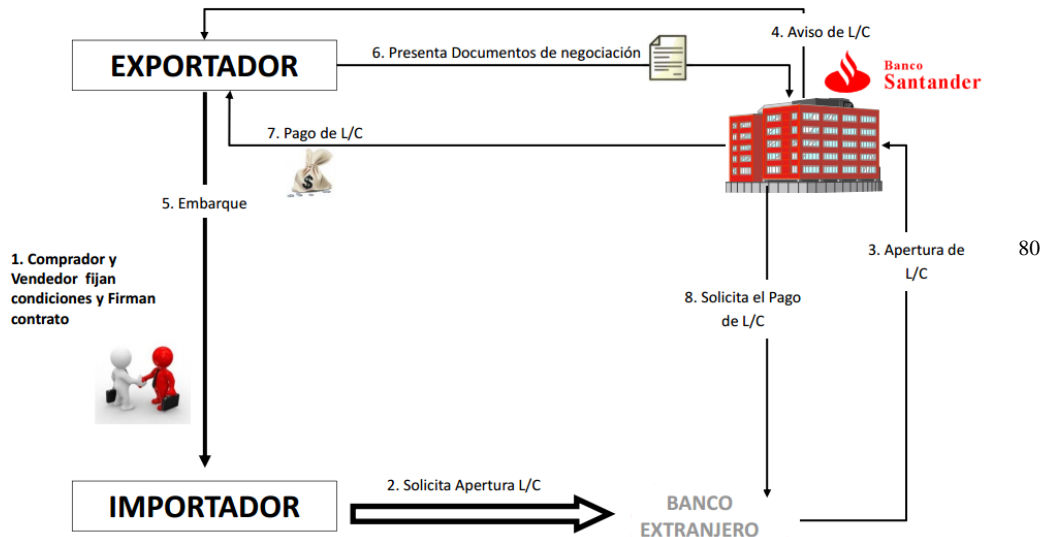 4. Aviso de L/C
EXPORTADOR
6. Presenta Documentos de negociación
Banco
Santander
7. Pago de L/C
$
5. Embarque
1. Comprador y
Vendedor fijan
condiciones y Firman
contrato
3. Apertura de
L/C
80
8. Solicita el Pago
de L/C
IMPORTADOR
2. Solicita Apertura L/C
BANCO
EXTRANJERO